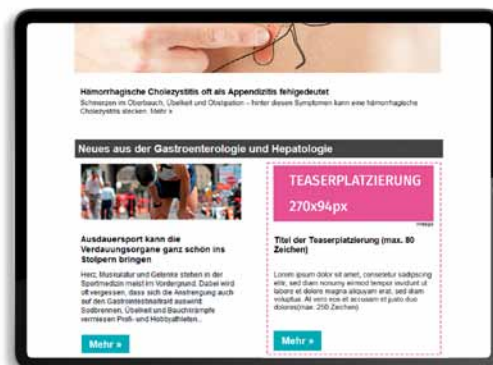 Hämorrhagische Cholezystitis oft als Appendizitis fehlgedeutet
Schmerzen im Oberbauch, Übelkeit und Obstipation – hinter diesen Symptomen kann eine hämorrhagische
Cholezystitis stecken. Mehr »
Neues aus der Gastroenterologie und Hepatologie
Ausdauersport kann die
Verdauungsorgane ganz schön ins
Stolpern bringen
Herz, Muskulatur und Gelenke stehen in der
Sportmedizin meist im Vordergrund. Dabei wird
oft vergessen, dass sich die Anstrengung auch
auf den Gastrointestinaltrakt auswirkt.
Sodbrennen, Übelkeit und Bauchkrämpfe
vermiesen Profi- und Hobbyathleten...
Mehr »
TEASERPLATZIERUNG
270x94px
Anzeige
Titel der Teaserplatzierung (max. 80
Zeichen)
Lorem ipsum dolor sit amet, consetetur sadipscing
elitr, sed diam nonumy eirmod tempor invidunt ut
labore et dolore magna aliquyam erat, sed diam
voluptua. At vero eos et accusam et justo duo
dolores(max. 250 Zeichen)
Mehr »